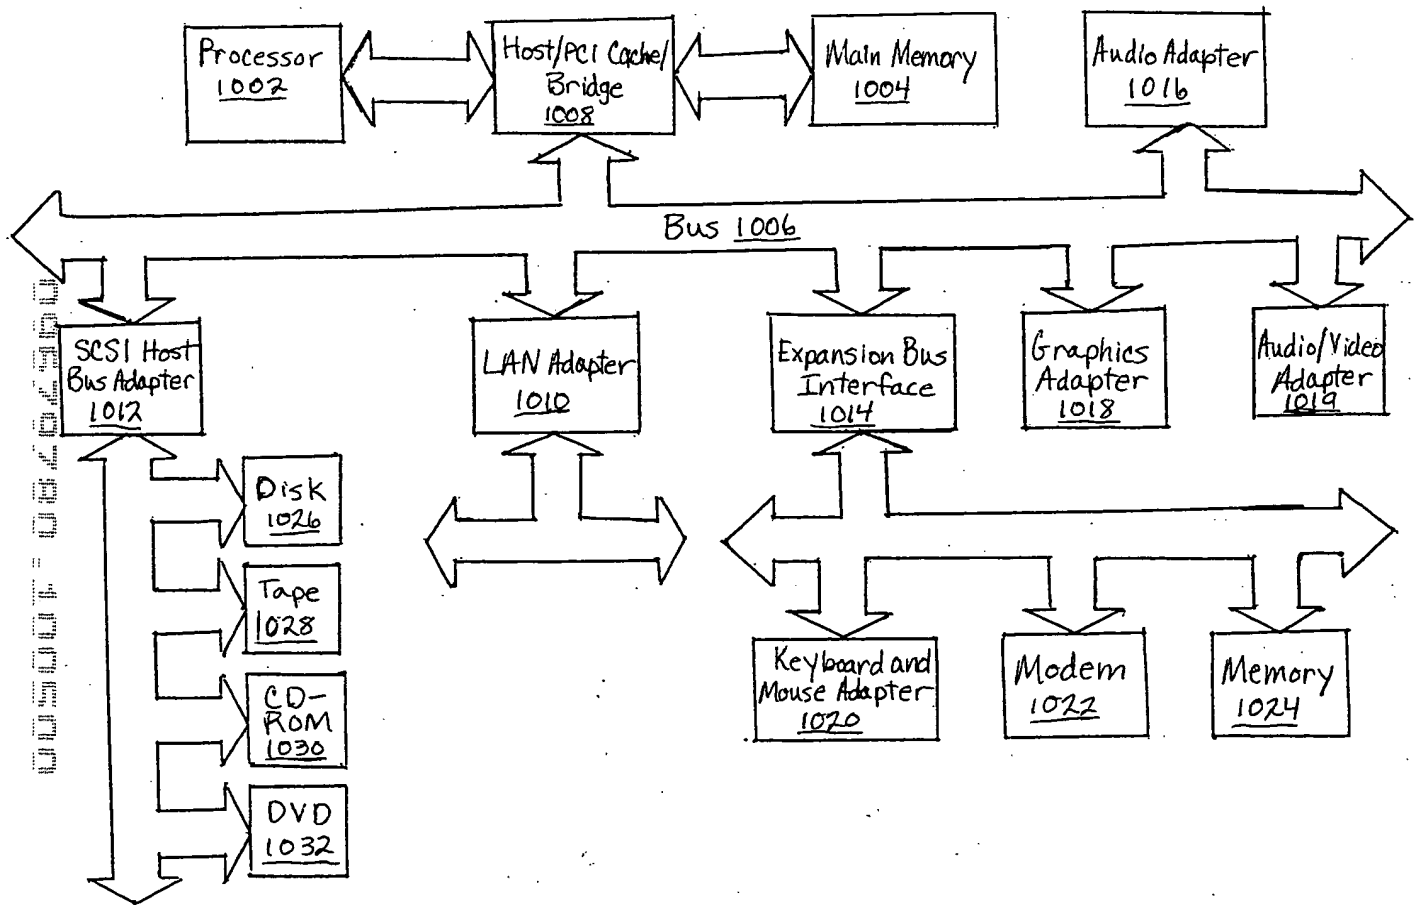 Processor
1002
Host/PCI Cache/
Bridge
1008
Main Memory
1004
Audio Adapter
1016
Bus 1006
SCSI Host
Bus Adapter
1012
LAN Adapter
1010
Expansion Bus
Interface
1014
Graphics
Adapter
1018
Audio/Video
Adapter
1019
Disk
1026
Tape
1028
CD-
ROM
1030
DVD
1032
Keyboard and
Mouse Adapter
1020
Modem
1022
Memory
1024